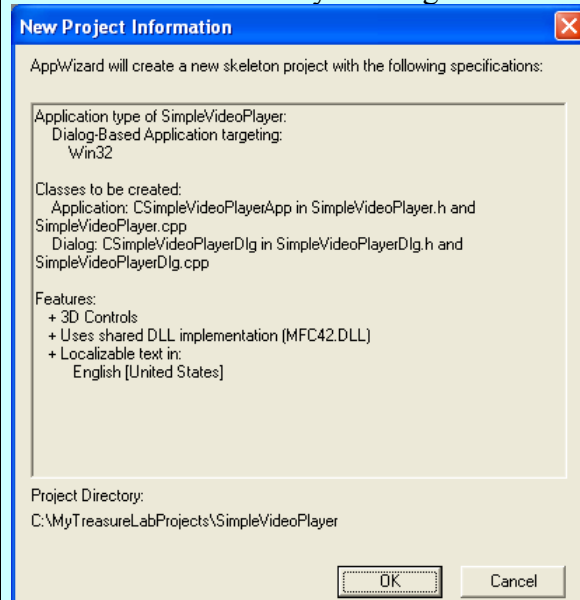 New Project Information
AppWizard will create a new skeleton project with the following specifications:
Application type of SimpleVideoPlayer:
Dialog-Based Application targeting:
Win32
Classes to be created:
Application: CSimpleVideoPlayerApp in SimpleVideoPlayer.h and
SimpleVideoPlayer.cpp
Dialog: CSimpleVideoPlayerDlg in SimpleVideoPlayerDlg.h and
SimpleVideoPlayerDlg.cpp
Features:
+ 3D Controls
+ Uses shared DLL implementation (MFC42.DLL)
+ Localizable text in:
English [United States]
Project Directory:
C:\MyTreasureLabProjects\SimpleVideoPlayer
OK
Cancel